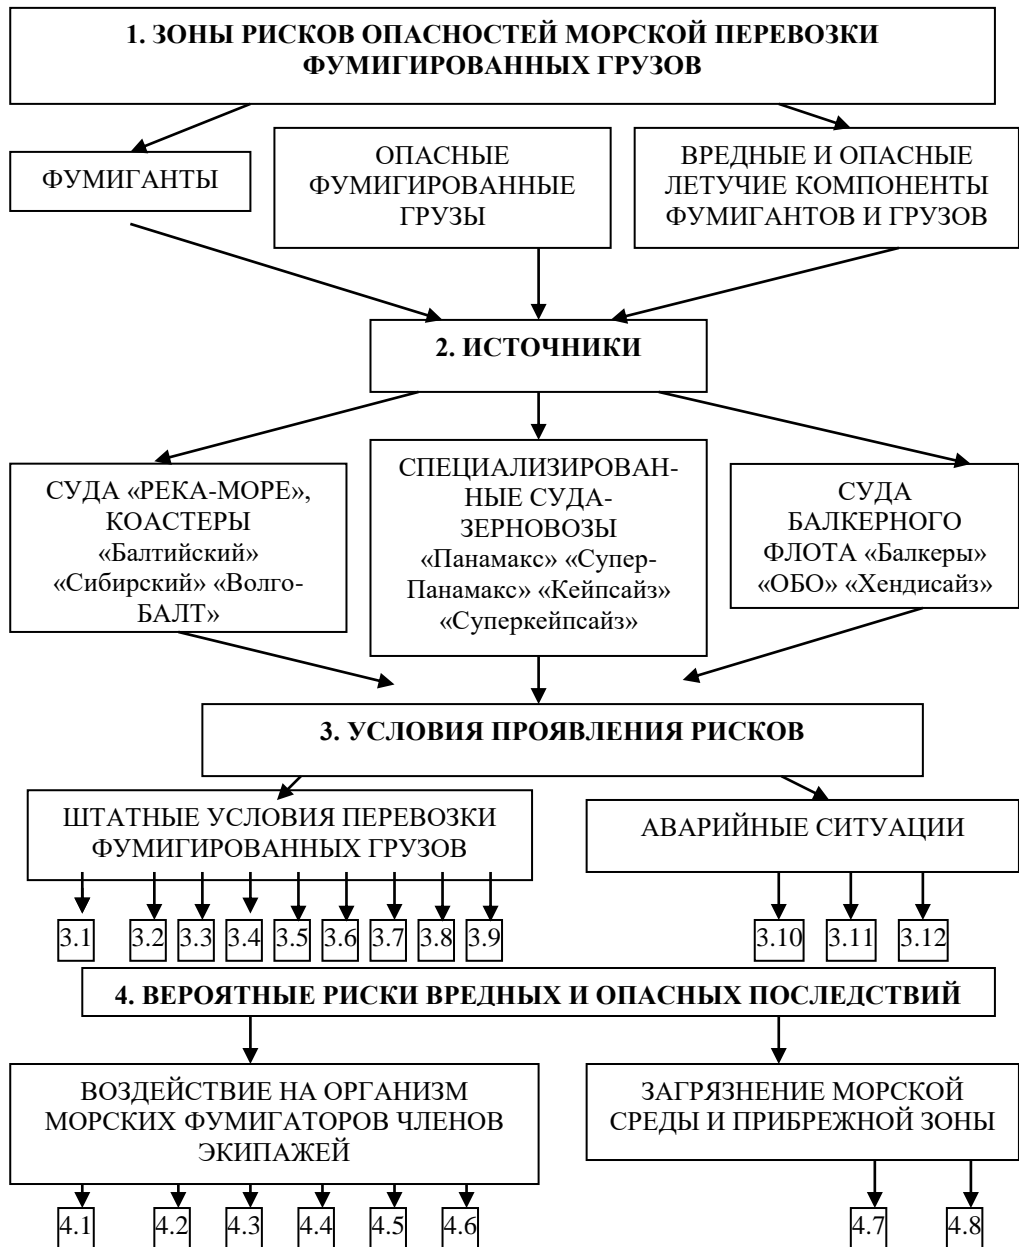 1. ЗОНЫ РИСКОВ ОПАСНОСТЕЙ МОРСКОЙ ПЕРЕВОЗКИ
ФУМИГИРОВАННЫХ ГРУЗОВ
ФУМИГАНТЫ
ОПАСНЫЕ
ФУМИГИРОВАННЫЕ
ГРУЗЫ
ВРЕДНЫЕ И ОПАСНЫЕ
ЛЕТУЧИЕ КОМПОНЕНТЫ
ФУМИГАНТОВ И ГРУЗОВ
2. ИСТОЧНИКИ
СУДА «РЕКА-МОРЕ»,
КОАСТЕРЫ
«Балтийский»
«Сибирский» «Волго-
БАЛТ»
СПЕЦИАЛИЗИРОВАН-
НЫЕ СУДА-
ЗЕРНОВОЗЫ
«Панамакс» «Супер-
Панамакс» «Кейпсайз»
«Суперкейпсайз»
СУДА
БАЛКЕРНОГО
ФЛОТА «Балкеры»
«ОБО» «Хендисайз»
3. УСЛОВИЯ ПРОЯВЛЕНИЯ РИСКОВ
ШТАТНЫЕ УСЛОВИЯ ПЕРЕВОЗКИ
ФУМИГИРОВАННЫХ ГРУЗОВ
АВАРИЙНЫЕ СИТУАЦИИ
3.1 3.2 3.3 3.4 3.5 3.6 3.7 3.8 3.9 3.10 3.11 3.12
4. ВЕРОЯТНЫЕ РИСКИ ВРЕДНЫХ И ОПАСНЫХ ПОСЛЕДСТВИЙ
ВОЗДЕЙСТВИЕ НА ОРГАНИЗМ
МОРСКИХ ФУМИГАТОРОВ ЧЛЕНОВ
ЭКИПАЖЕЙ
ЗАГРЯЗНЕНИЕ МОРСКОЙ
СРЕДЫ И ПРИБРЕЖНОЙ ЗОНЫ
4.1 4.2 4.3 4.4 4.5 4.6 4.7 4.8